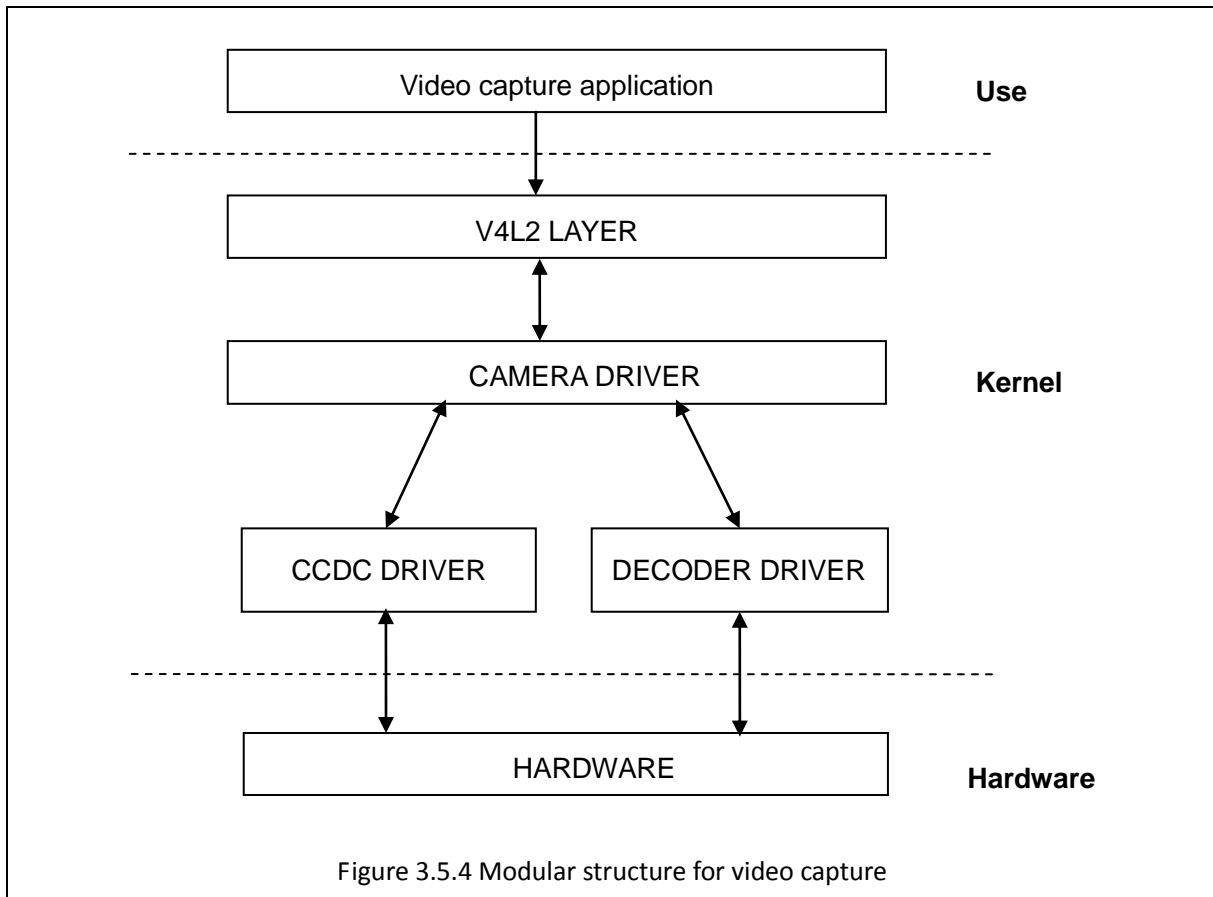 Video capture application
Use
V4L2 LAYER
CAMERA DRIVER
Kernel
CCDC DRIVER
DECODER DRIVER
HARDWARE
Hardware
Figure 3.5.4 Modular structure for video capture